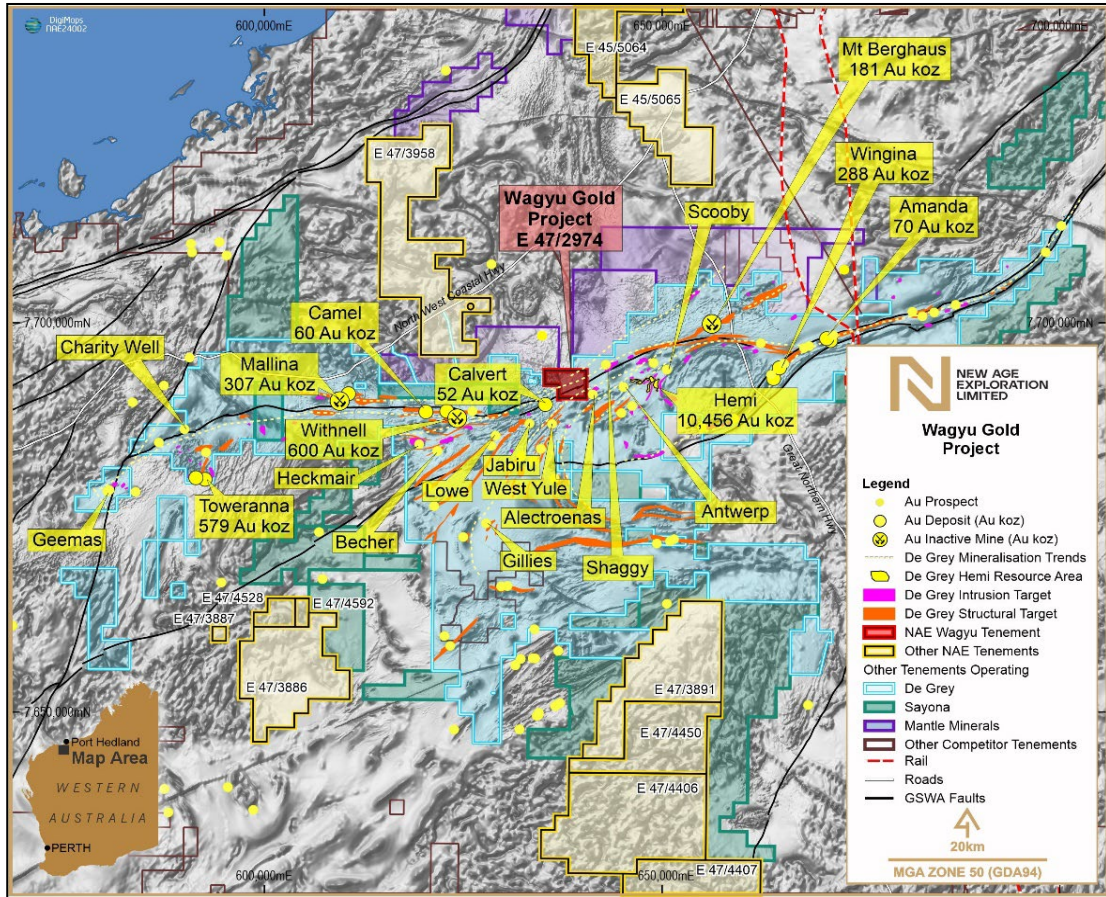 DigiMaps
NAE24002
600,000mE
650,000mE
700,000mE
E 45/5064
E 45/5065
Mt Berghaus
181 Au koz
E 47/3958
Wingina
288 Au koz
Wagyu Gold
Project
E 47/2974
Scooby
Amanda
70 Au koz
North West Coastal Hwy
7,700,000mN
7,700,000mN
Camel
60 Au koz
Charity Well
Mallina
307 Au koz
Calvert
52 Au koz
Hemi
10,456 Au koz
Withnell
600 Au koz
Heckmair
Jabiru
Lowe
West Yule
Great Northern Hwy
Toweranna
579 Au koz
Alectroenas
Antwerp
Geemas
Becher
Gillies
Shaggy
E 47/4528
E 47/4592
E 47/3887
E 47/3886
E 47/3891
7,650,000mN
E 47/4450
E 47/4406
E 47/4407
600,000mE
650,000mE
Port Hedland
Map Area
WESTERN
AUSTRALIA
PERTH
NEW AGE
EXPLORATION
LIMITED
Wagyu Gold
Project
Legend
Au Prospect
Au Deposit (Au koz)
Au Inactive Mine (Au koz)
De Grey Mineralisation Trends
De Grey Hemi Resource Area
De Grey Intrusion Target
De Grey Structural Target
NAE Wagyu Tenement
Other NAE Tenements
Other Tenements Operating
De Grey
Sayona
Mantle Minerals
Other Competitor Tenements
Rail
Roads
GSWA Faults
20km
MGA ZONE 50 (GDA94)